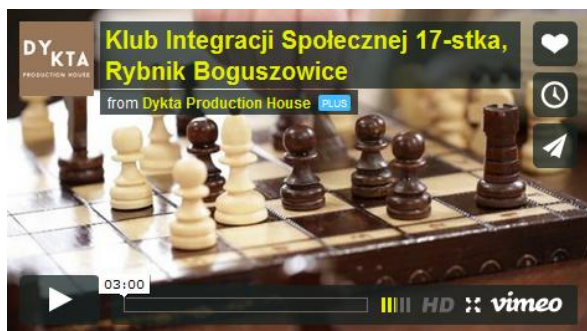 DYKTA
PRODUCTION HOUSE
Klub Integracji Społecznej 17-stka,
Rybnik Boguszowice
from Dykta Production House PLUS
03:00
HD vimeo